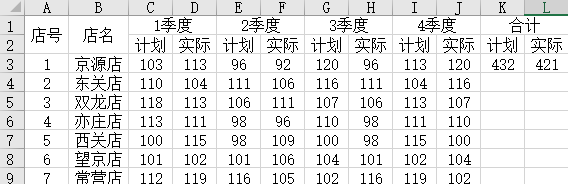 A B C D E F G H I J K L
1 店号 店名 1季度 2季度 3季度 4季度 合计
2 计划 实际 计划 实际 计划 实际 计划 实际 计划 实际
3 1 京源店 103 113 96 92 120 96 113 120 432 421
4 2 东关店 110 104 111 106 116 111 104 116
5 3 双龙店 118 113 106 111 107 106 113 107
6 4 亦庄店 113 111 98 96 110 98 111 110
7 5 西关店 100 115 98 109 100 98 115 100
8 6 望京店 101 102 101 106 104 101 102 104
9 7 常营店 112 119 116 105 102 116 119 102